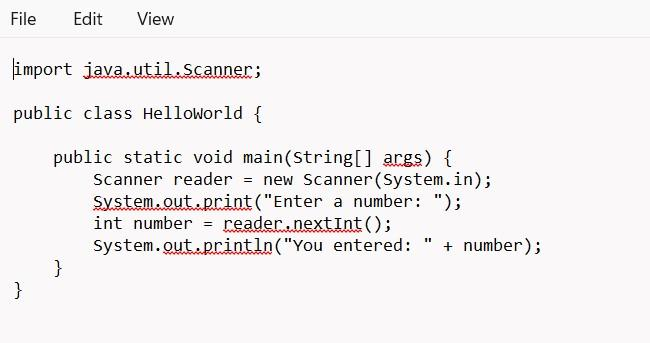 File Edit View
import java.util.Scanner;
public class HelloWorld {
    public static void main(String[] args) {
        Scanner reader = new Scanner(System.in);
        System.out.print("Enter a number: ");
        int number = reader.nextInt();
        System.out.println("You entered: " + number);
    }
}